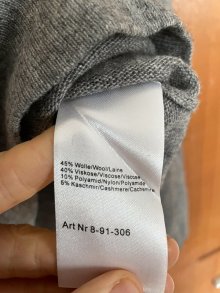 45% Wolle/Wool/Laine
40% Viskose/Viscose/Viscose
10% Polyamid/Nylon/Polyamide
5% Kaschmir/Cashmere/Cachemire
Art Nr 8-91-306